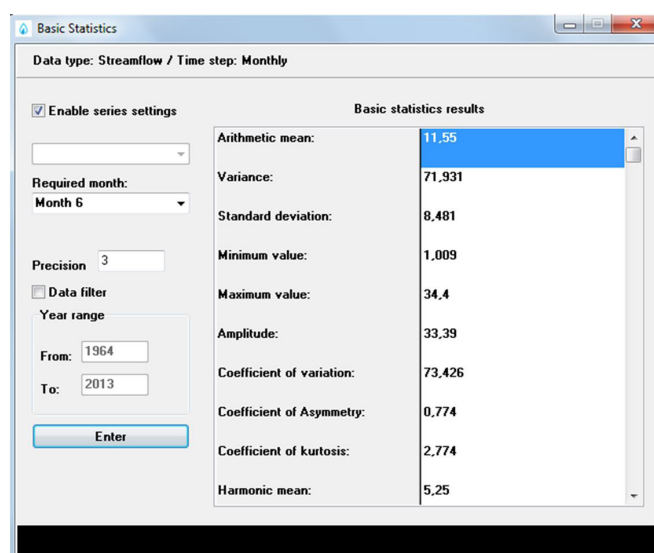 Basic Statistics
Data type: Streamflow / Time step: Monthly
Enable series settings
Required month:
Month 6
Precision 3
Data filter
Year range
From: 1964
To: 2013
Enter
Basic statistics results
Arithmetic mean: 11,55
Variance: 71,931
Standard deviation: 8,481
Minimum value: 1,009
Maximum value: 34,4
Amplitude: 33,39
Coefficient of variation: 73,426
Coefficient of Asymmetry: 0,774
Coefficient of kurtosis: 2,774
Harmonic mean: 5,25